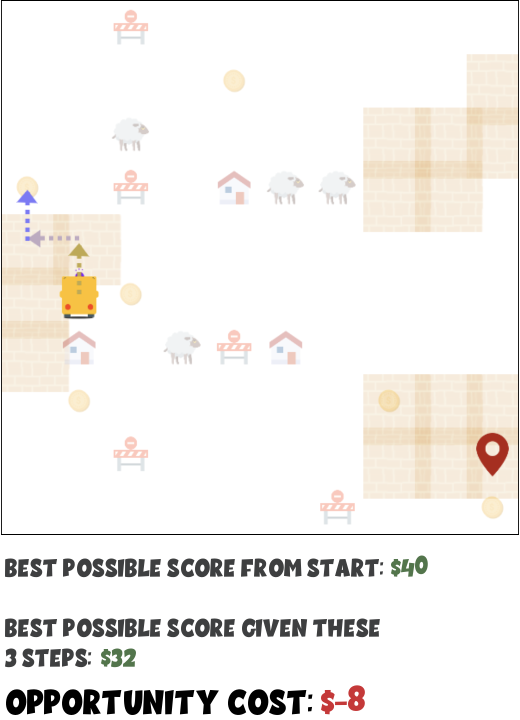 BEST POSSIBLE SCORE FROM START: $40
BEST POSSIBLE SCORE GIVEN THESE
3 STEPS: $32
OPPORTUNITY COST: $-8